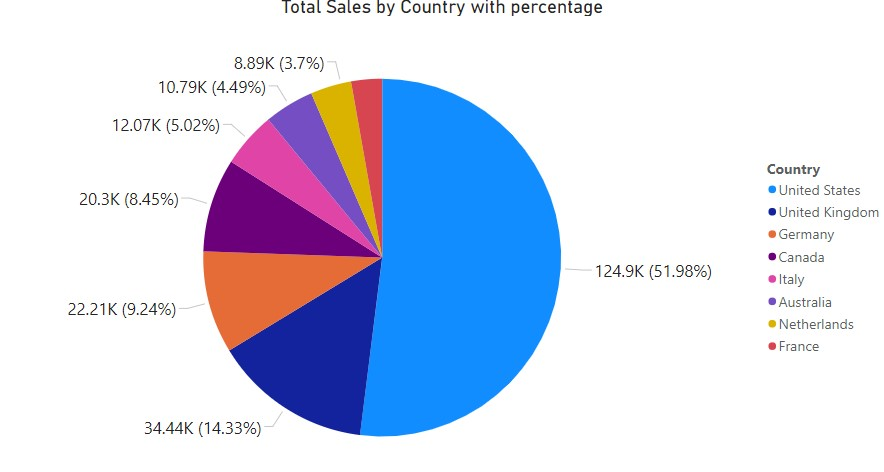 Total Sales by Country with percentage
8.89K (3.7%)
10.79K (4.49%)
12.07K (5.02%)
20.3K (8.45%)
22.21K (9.24%)
34.44K (14.33%)
124.9K (51.98%)
Country
United States
United Kingdom
Germany
Canada
Italy
Australia
Netherlands
France